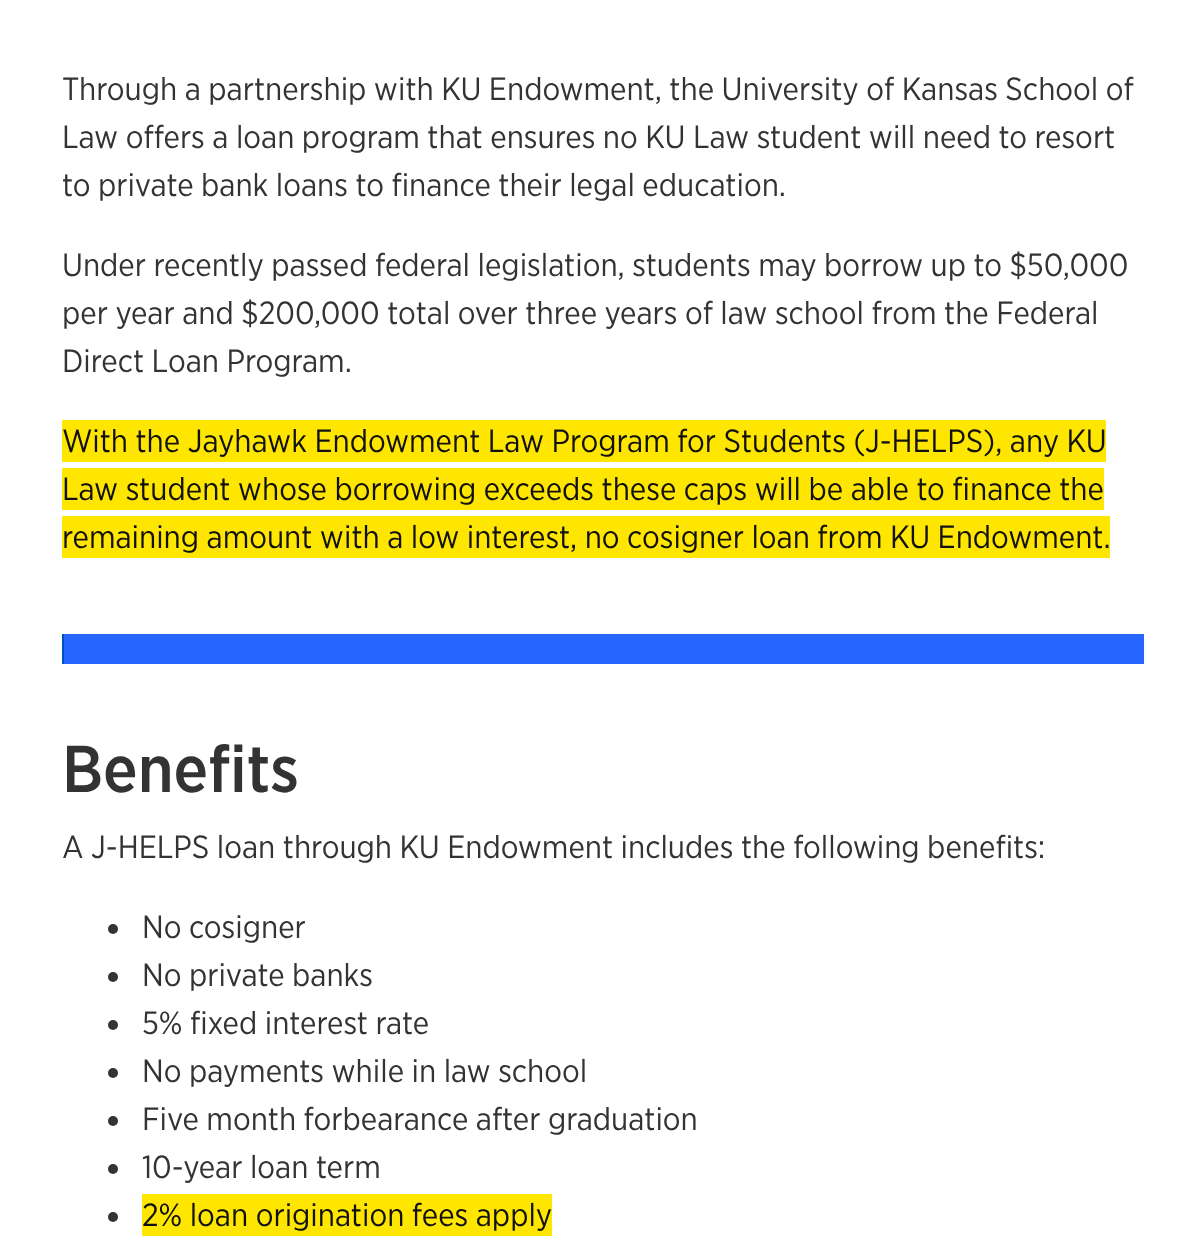 Through a partnership with KU Endowment, the University of Kansas School of
Law offers a loan program that ensures no KU Law student will need to resort
to private bank loans to finance their legal education.
Under recently passed federal legislation, students may borrow up to $50,000
per year and $200,000 total over three years of law school from the Federal
Direct Loan Program.
With the Jayhawk Endowment Law Program for Students (J-HELPS), any KU
Law student whose borrowing exceeds these caps will be able to finance the
remaining amount with a low interest, no cosigner loan from KU Endowment.
Benefits
A J-HELPS loan through KU Endowment includes the following benefits:
• No cosigner
• No private banks
• 5% fixed interest rate
• No payments while in law school
• Five month forbearance after graduation
• 10-year loan term
• 2% loan origination fees apply